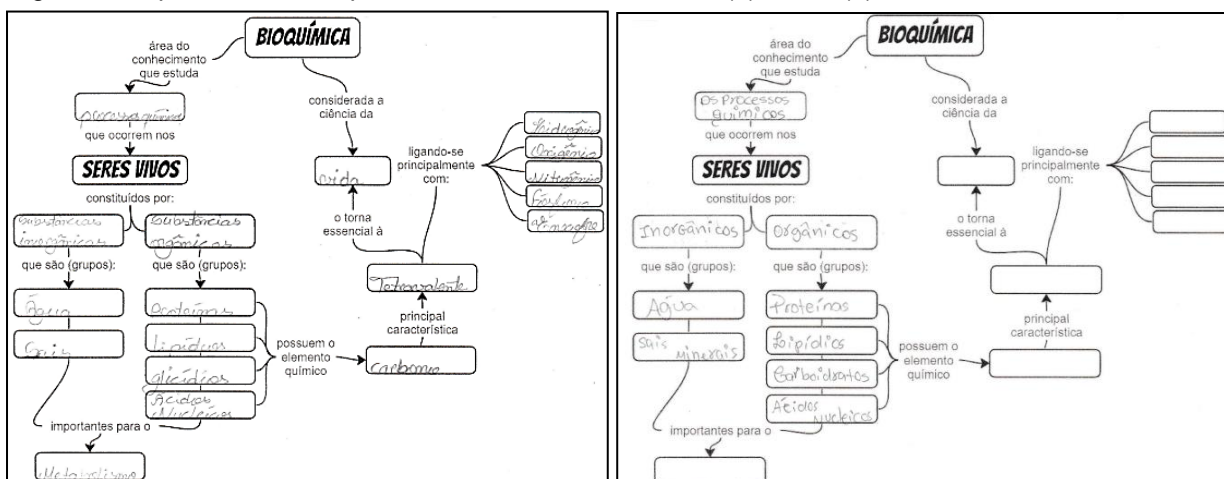 BIOQUÍMICA
área do
conhecimento
que estuda
que ocorrem nos
SERES VIVOS
constituídos por:
Substâncias
inorgânicas
Substâncias
orgânicas
que são (grupos):
que são (grupos):
Água
Sais
Proteínas
Lipídios
glicídios
Ácidos
Nucleicos
importantes para o
Metabolismo
possuem o
elemento
químico
carbono
principal
característica
Tetravalente
o torna
essencial à
considerada a
ciência da
vida
ligando-se
principalmente
com:
Hidrogênio
Oxigênio
Nitrogênio
BIOQUÍMICA
área do
conhecimento
que estuda
Os Processos
químicos
que ocorrem nos
SERES VIVOS
constituídos por:
Inorgânicos
Orgânicos
que são (grupos):
que são (grupos):
Água
Sais
Minerais
Proteínas
Loipídios
Carboidratos
Ácidos
Nucleicos
importantes para o
possuem o
elemento
químico
principal
característica
o torna
essencial à
considerada a
ciência da
ligando-se
principalmente
com: